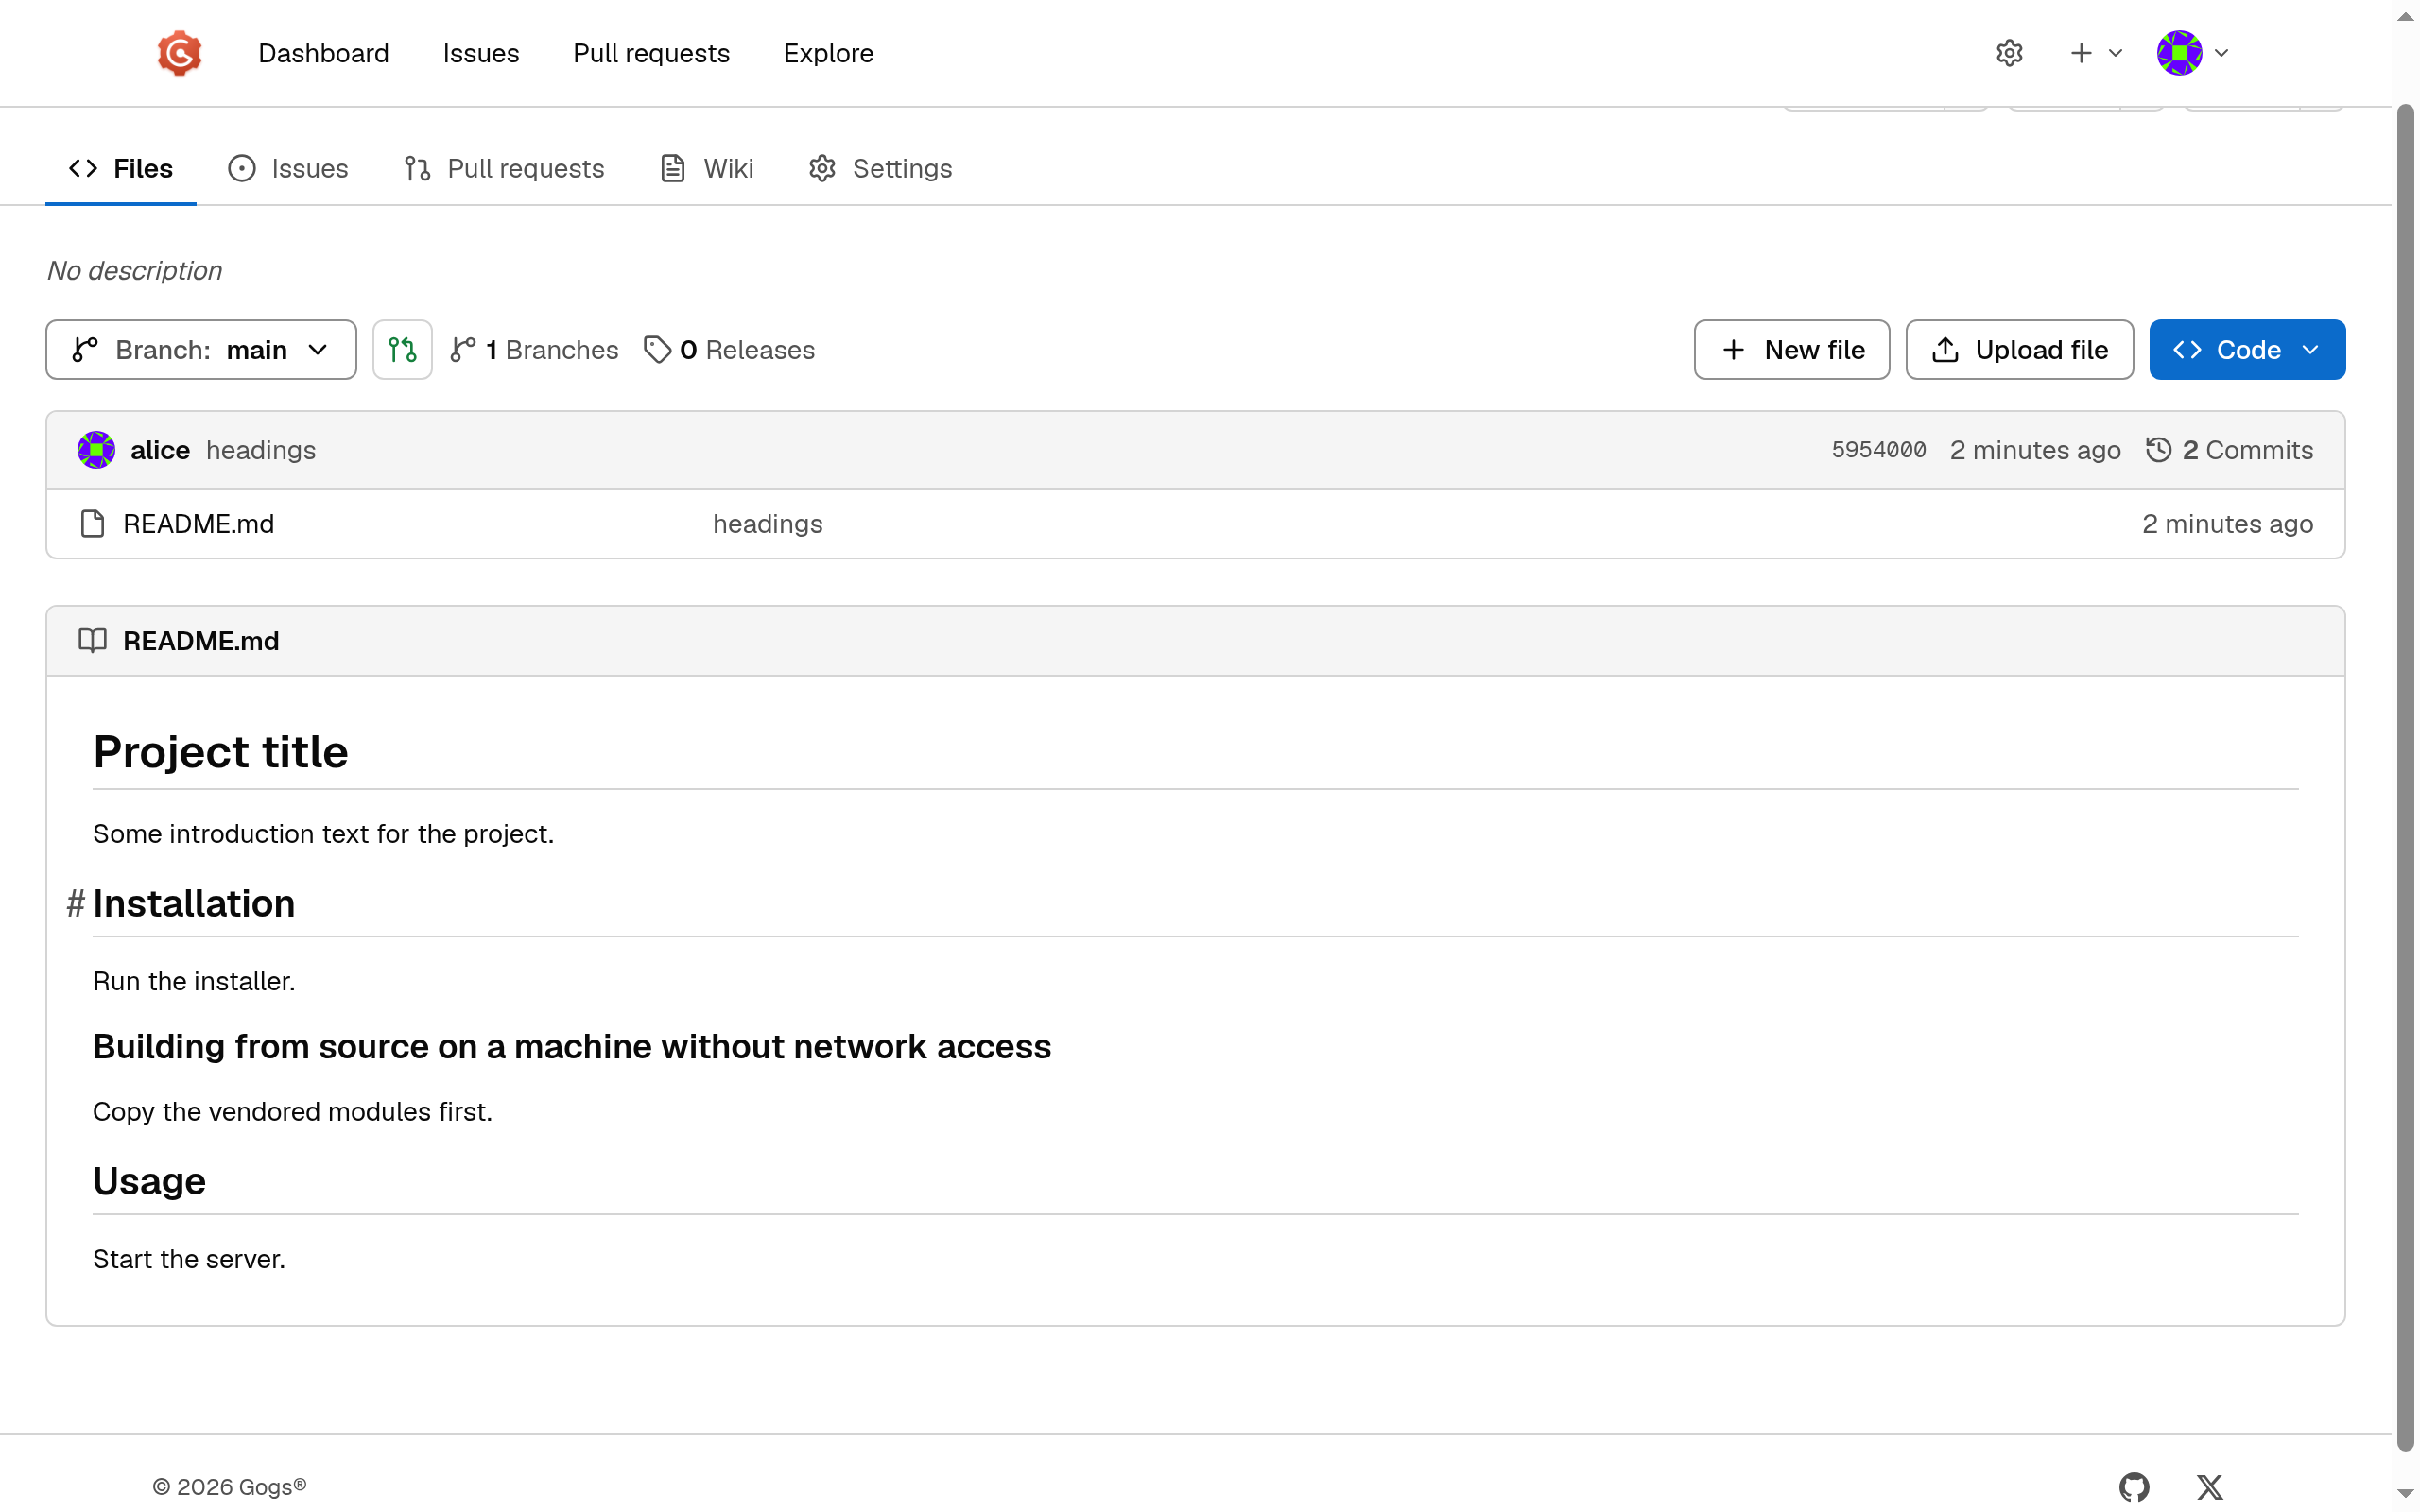 Dashboard Issues Pull requests Explore
Files Issues Pull requests Wiki Settings
No description
Branch: main 1 Branches 0 Releases New file Upload file Code
alice headings 5954000 2 minutes ago 2 Commits
README.md headings 2 minutes ago
README.md
Project title
Some introduction text for the project.
# Installation
Run the installer.
Building from source on a machine without network access
Copy the vendored modules first.
Usage
Start the server.
© 2026 Gogs®